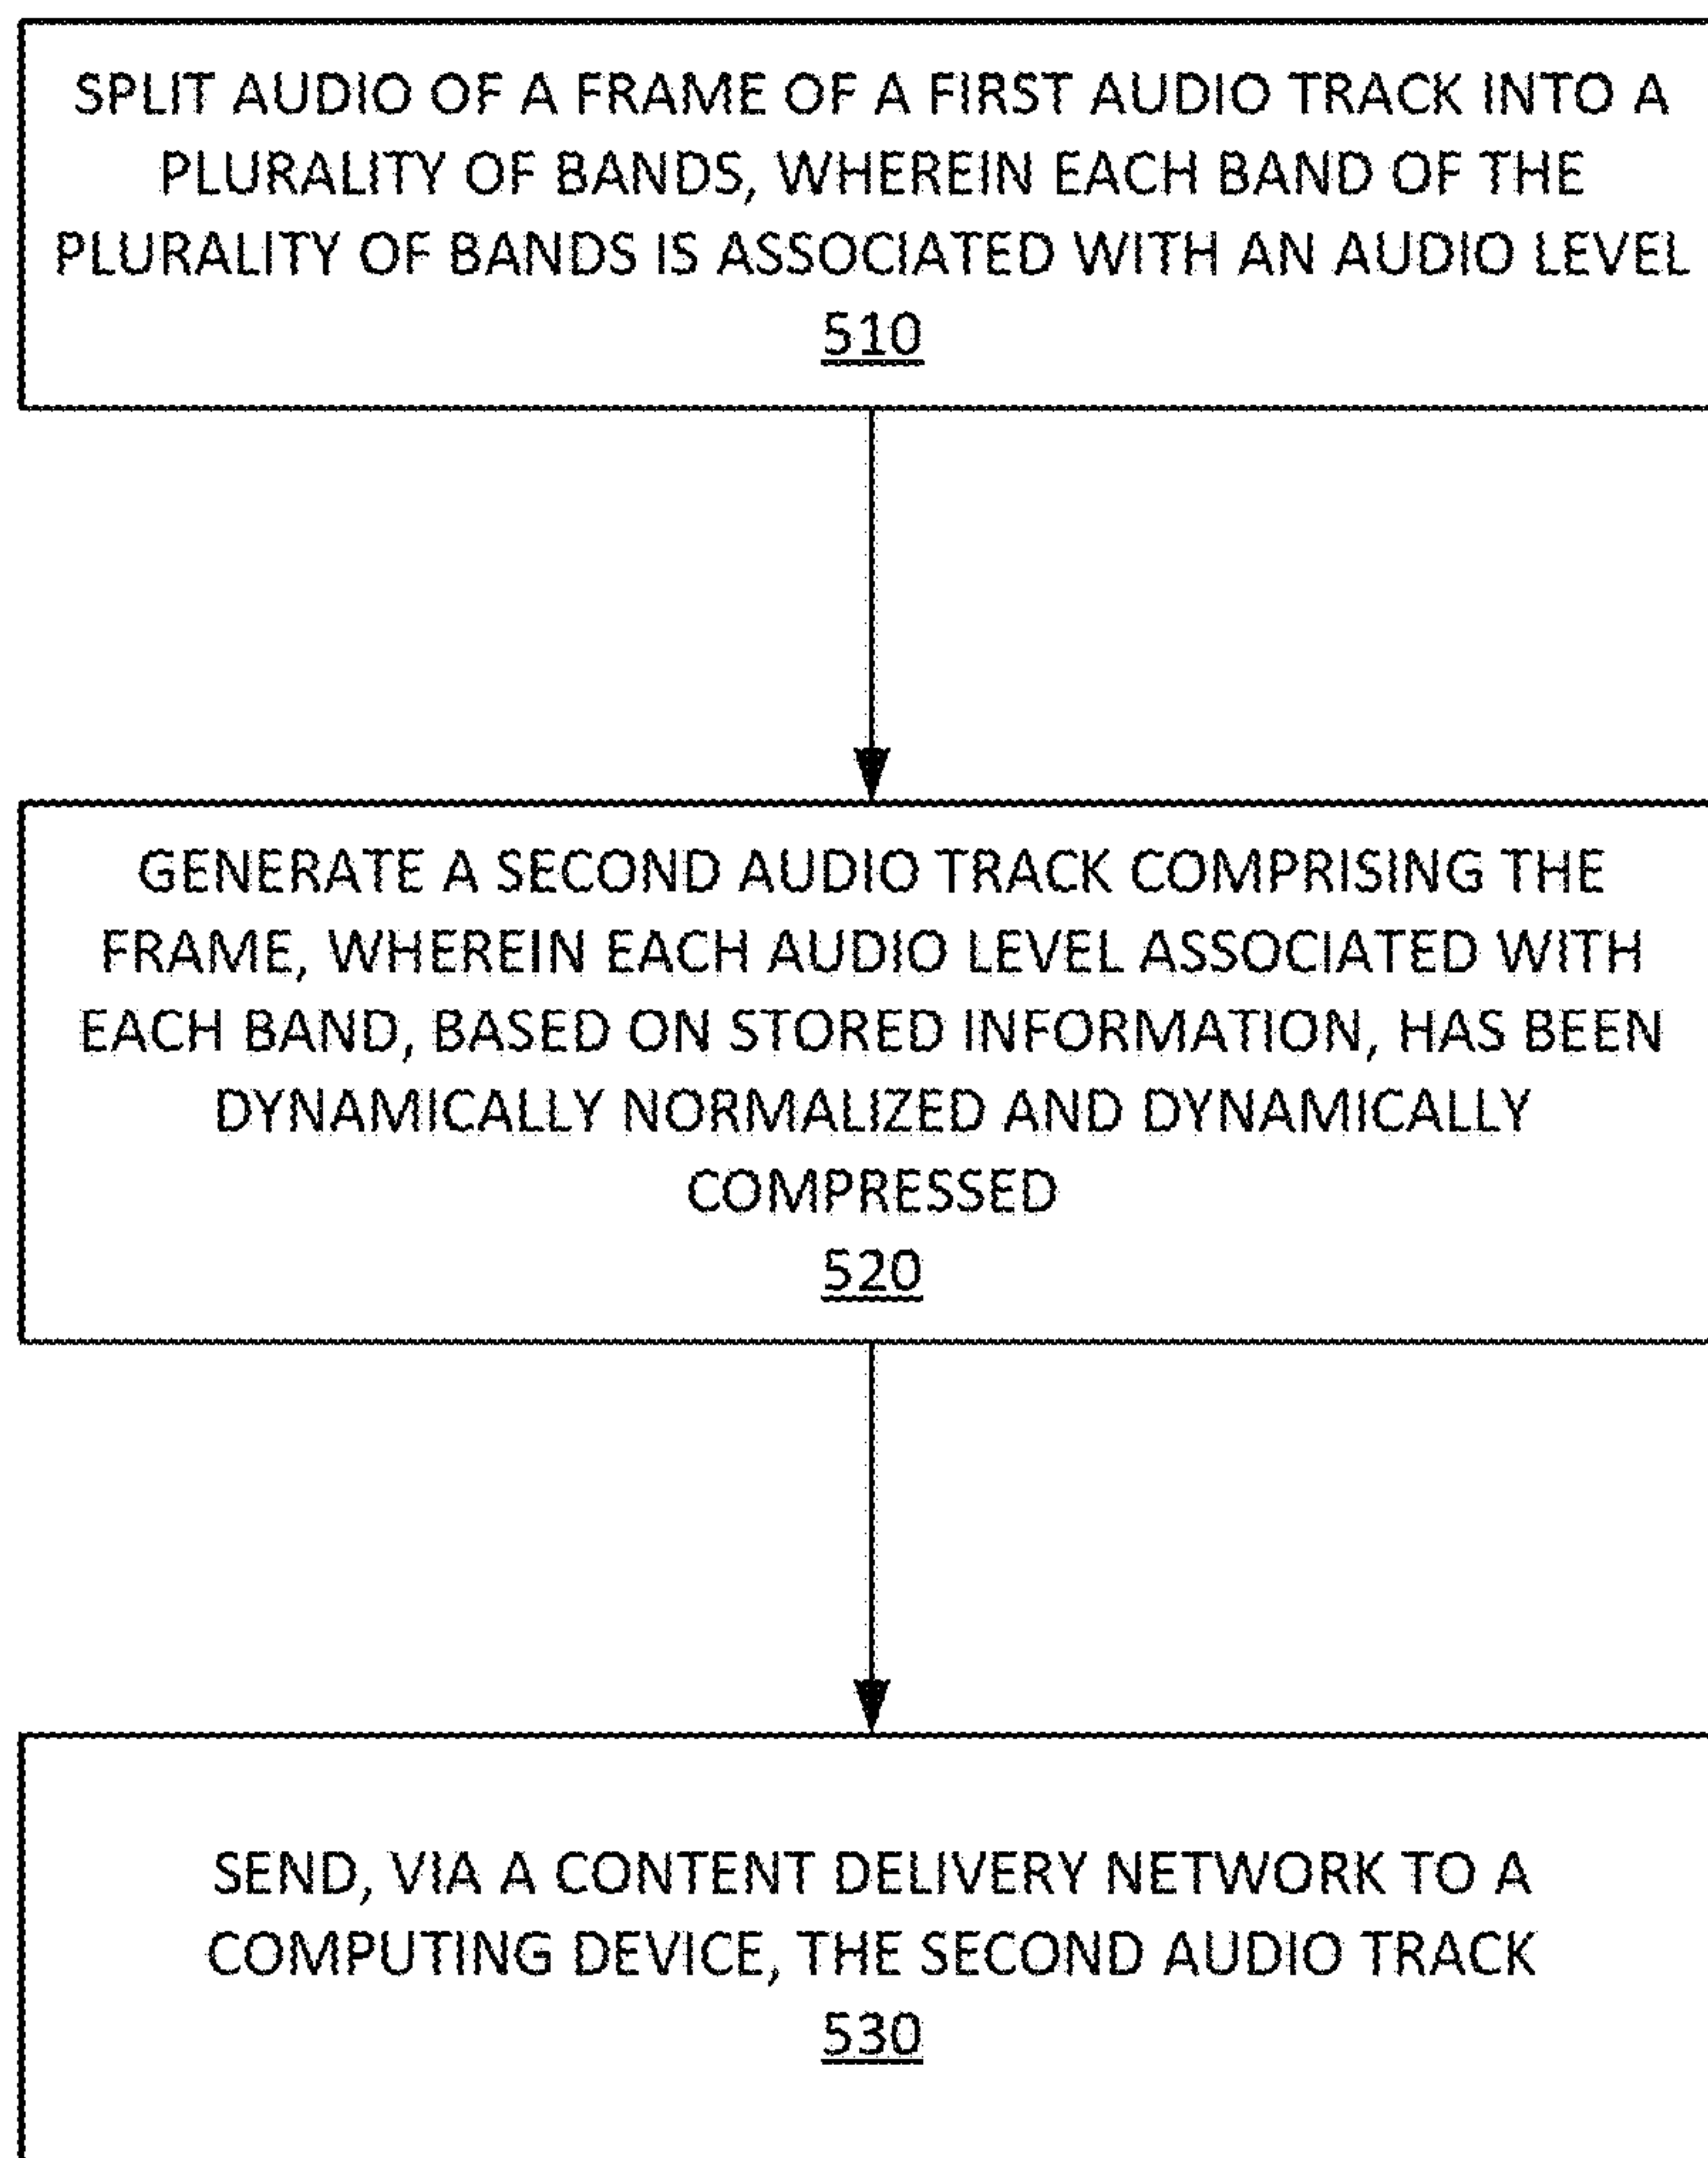 SPLIT AUDIO OF A FRAME OF A FIRST AUDIO TRACK INTO A
PLURALITY OF BANDS, WHEREIN EACH BAND OF THE
PLURALITY OF BANDS IS ASSOCIATED WITH AN AUDIO LEVEL
510
GENERATE A SECOND AUDIO TRACK COMPRISING THE
FRAME, WHEREIN EACH AUDIO LEVEL ASSOCIATED WITH
EACH BAND, BASED ON STORED INFORMATION, HAS BEEN
DYNAMICALLY NORMALIZED AND DYNAMICALLY
COMPRESSED
520
SEND, VIA A CONTENT DELIVERY NETWORK TO A
COMPUTING DEVICE, THE SECOND AUDIO TRACK
530